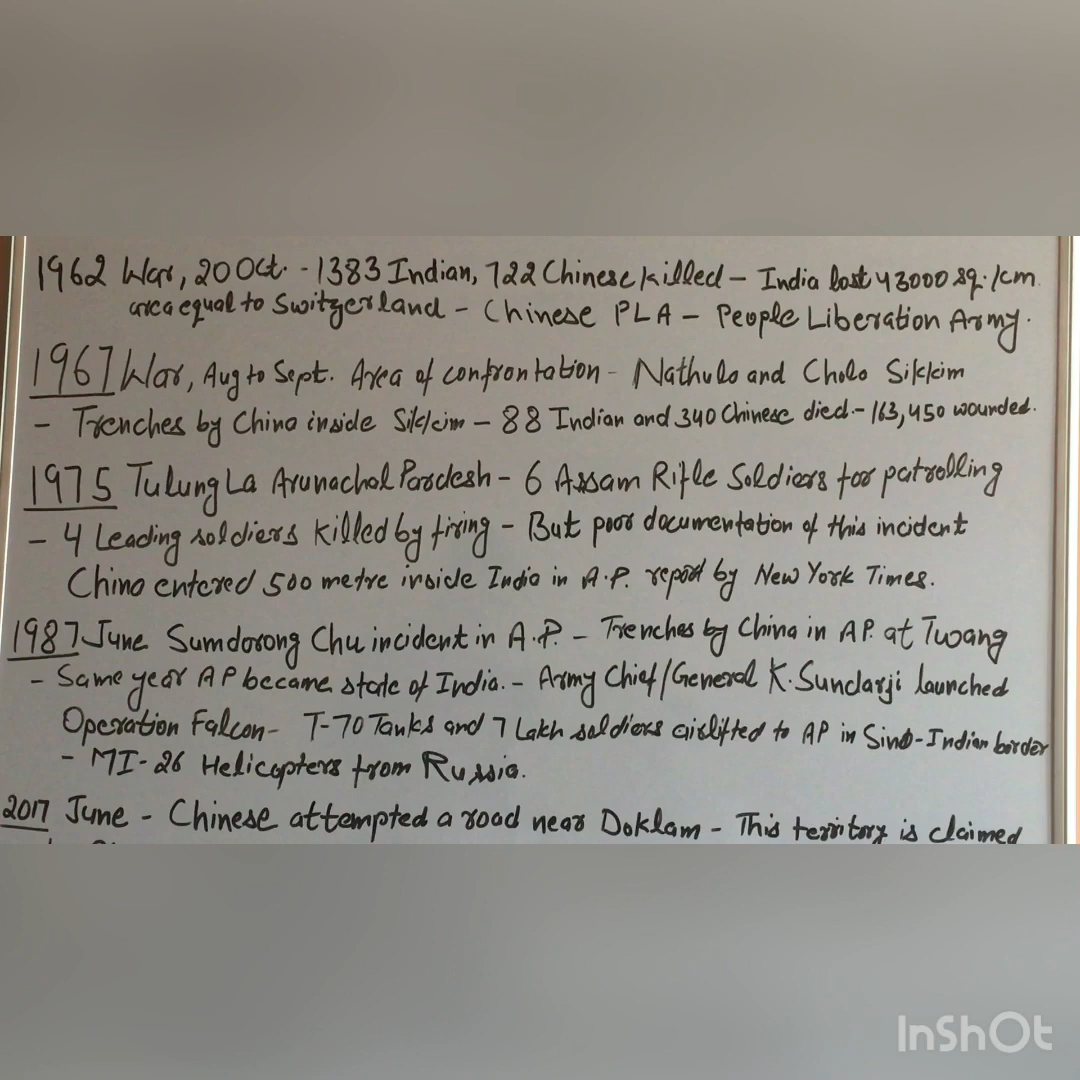 1962 War, 20 Oct. - 1383 Indian, 722 Chinese killed - India lost 43000 sq. km.
area equal to Switzerland - Chinese PLA - People Liberation Army.
1967 War, Aug to Sept. Area of confrontation - Nathula and Chola Sikkim
- Trenches by China inside Sikkim - 88 Indian and 340 Chinese died - 163, 450 wounded.
1975 Tulung La Arunachal Pardesh - 6 Assam Rifle Soldiers for patrolling
- 4 Leading soldiers killed by firing - But poor documentation of this incident
China entered 500 metre inside India in A.P. report by New York Times.
1987 June Sumdorong Chu incident in A.P. - Trenches by China in AP. at Twang
- Same year AP became state of India. - Army Chief/General K. Sundarji launched
Operation Falcon - T-70 Tanks and 7 Lakh soldiers airlifted to AP in Sino-Indian border
- MI-26 Helicopters from Russia.
2017 June - Chinese attempted a road near Doklam - This territory is claimed
InShOt